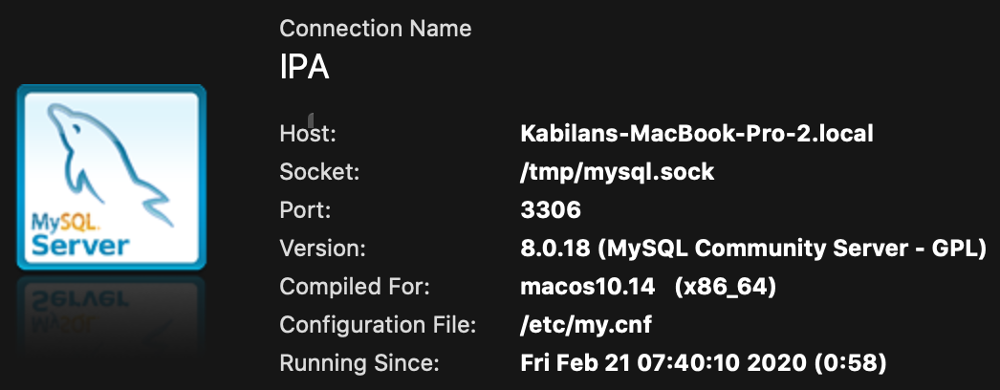 Connection Name
IPA
Host: Kabilans-MacBook-Pro-2.local
Socket: /tmp/mysql.sock
Port: 3306
Version: 8.0.18 (MySQL Community Server - GPL)
Compiled For: macos10.14 (x86_64)
Configuration File: /etc/my.cnf
Running Since: Fri Feb 21 07:40:10 2020 (0:58)
MySQL
Server